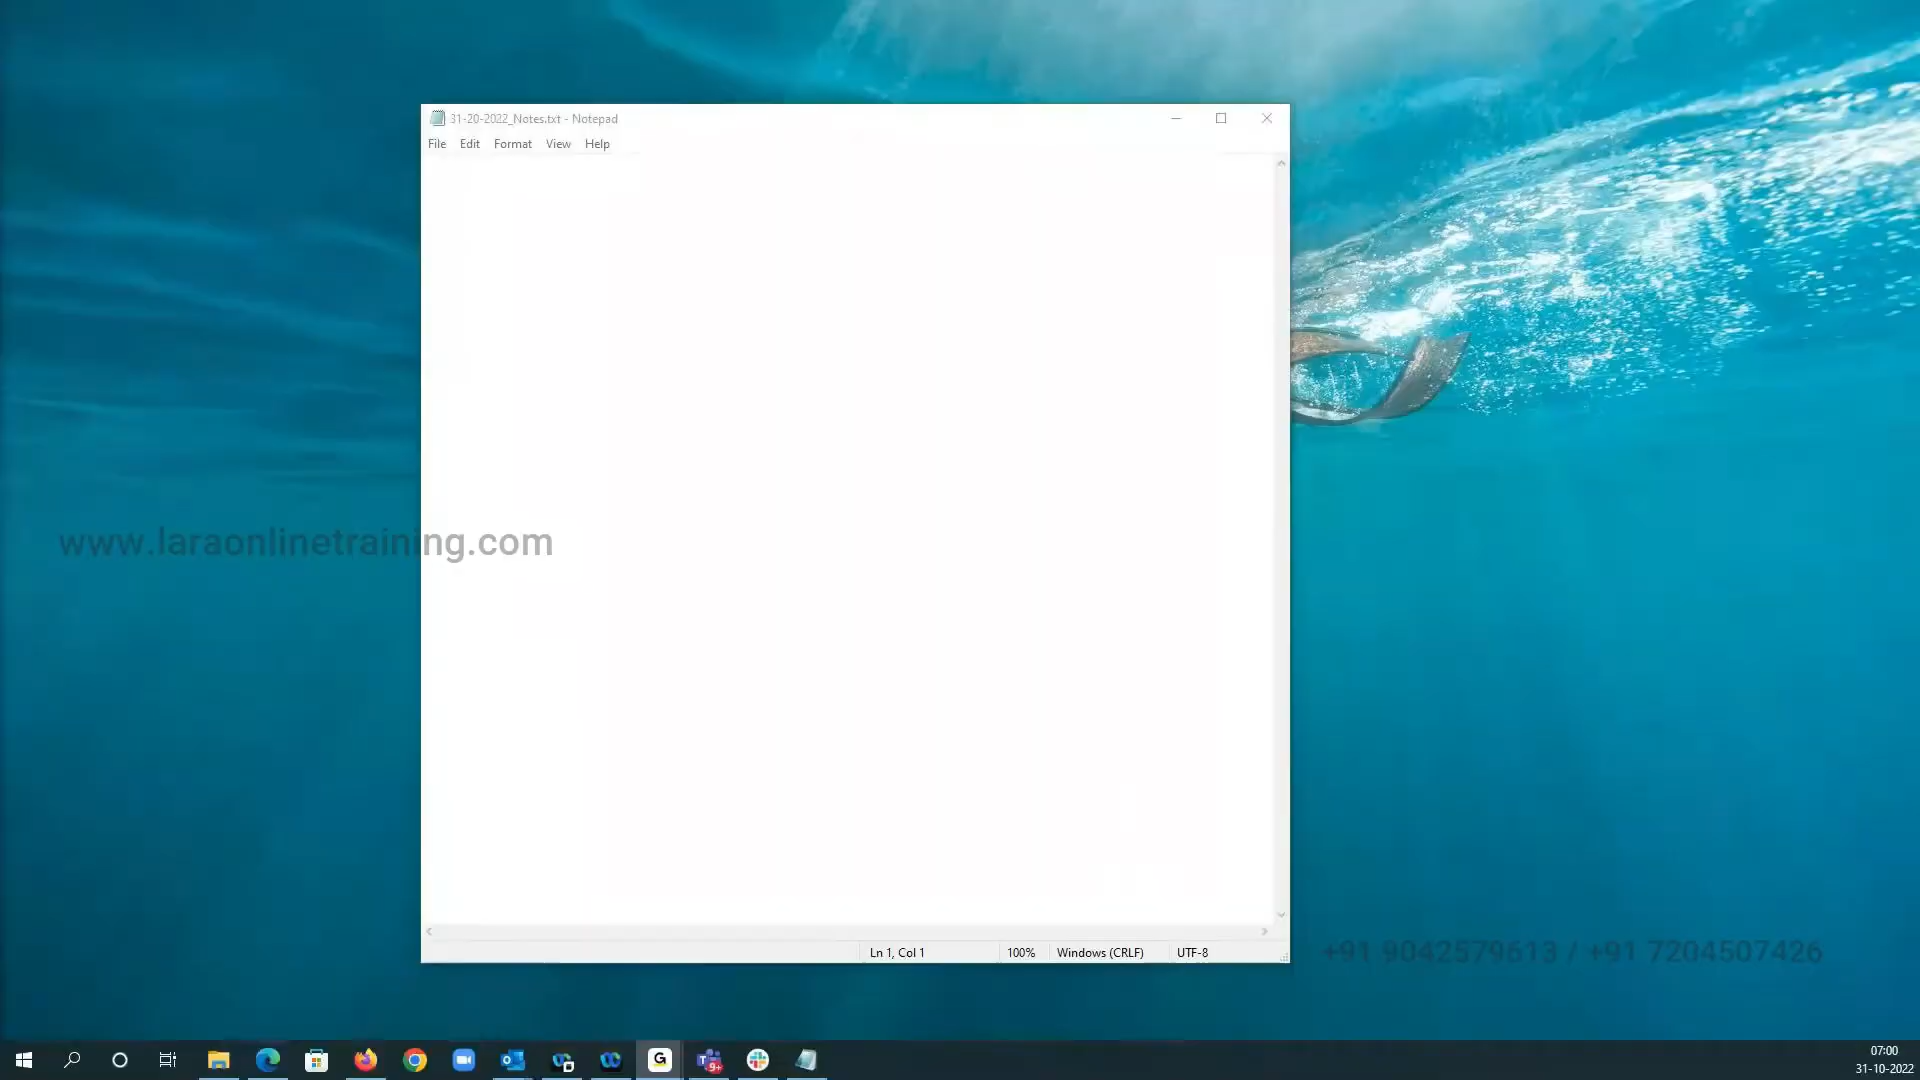 31-20-2022_Notes.txt - Notepad
File Edit Format View Help
www.laraonlinetraining.com
Ln 1, Col 1 100% Windows (CRLF) UTF-8
+91 9042579613 / +91 7204507426
G
9+
07:00
31-10-2022